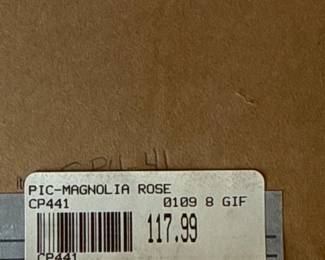 PIC-MAGNOLIA ROSE
CP441 0109 8 GIF
117.99
CP441